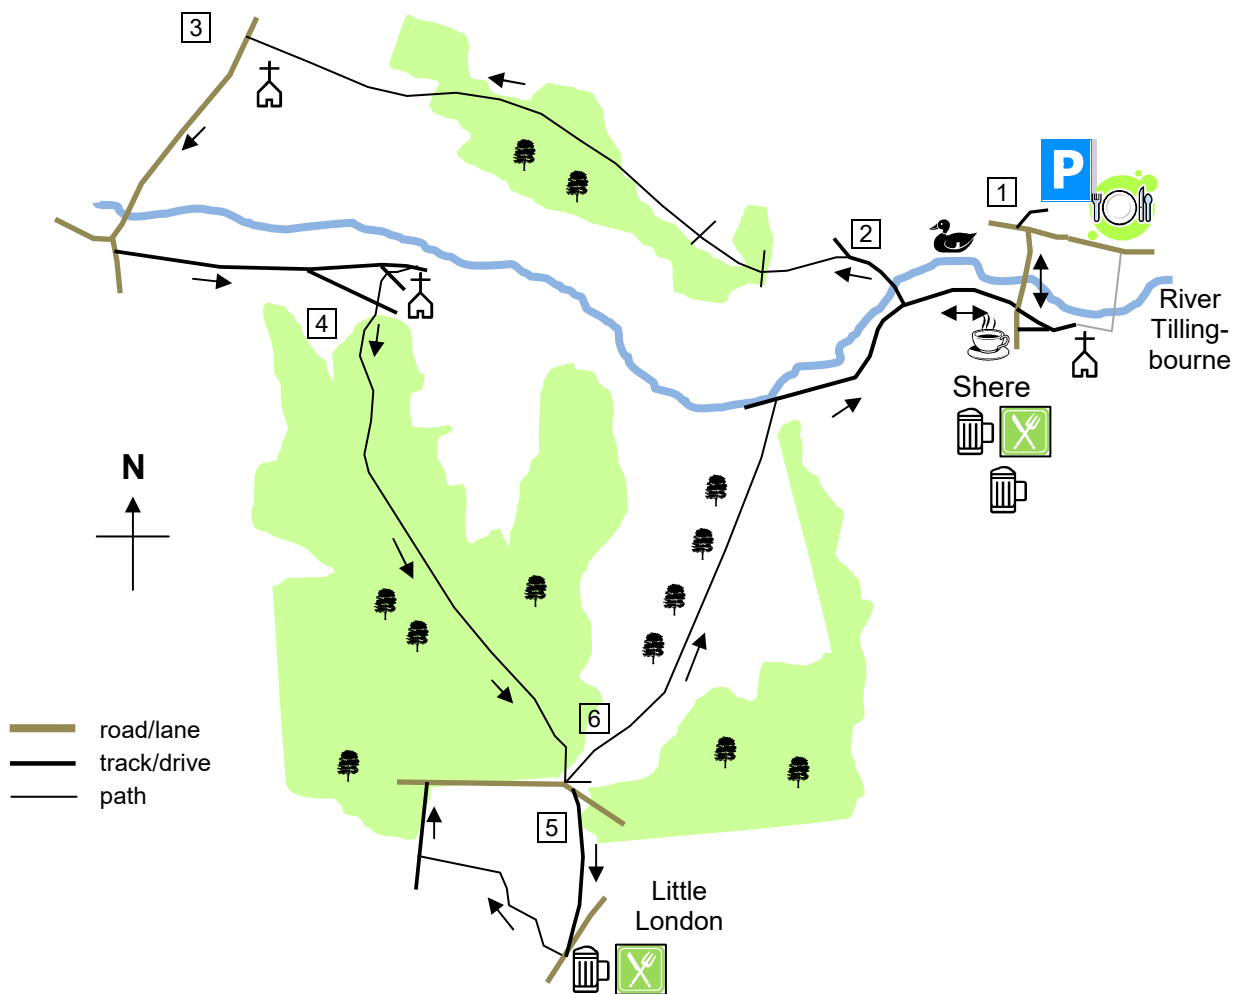 3
P
1
2
River
Tilling-
bourne
4
Shere
N
6
road/lane
track/drive
path
5
Little
London